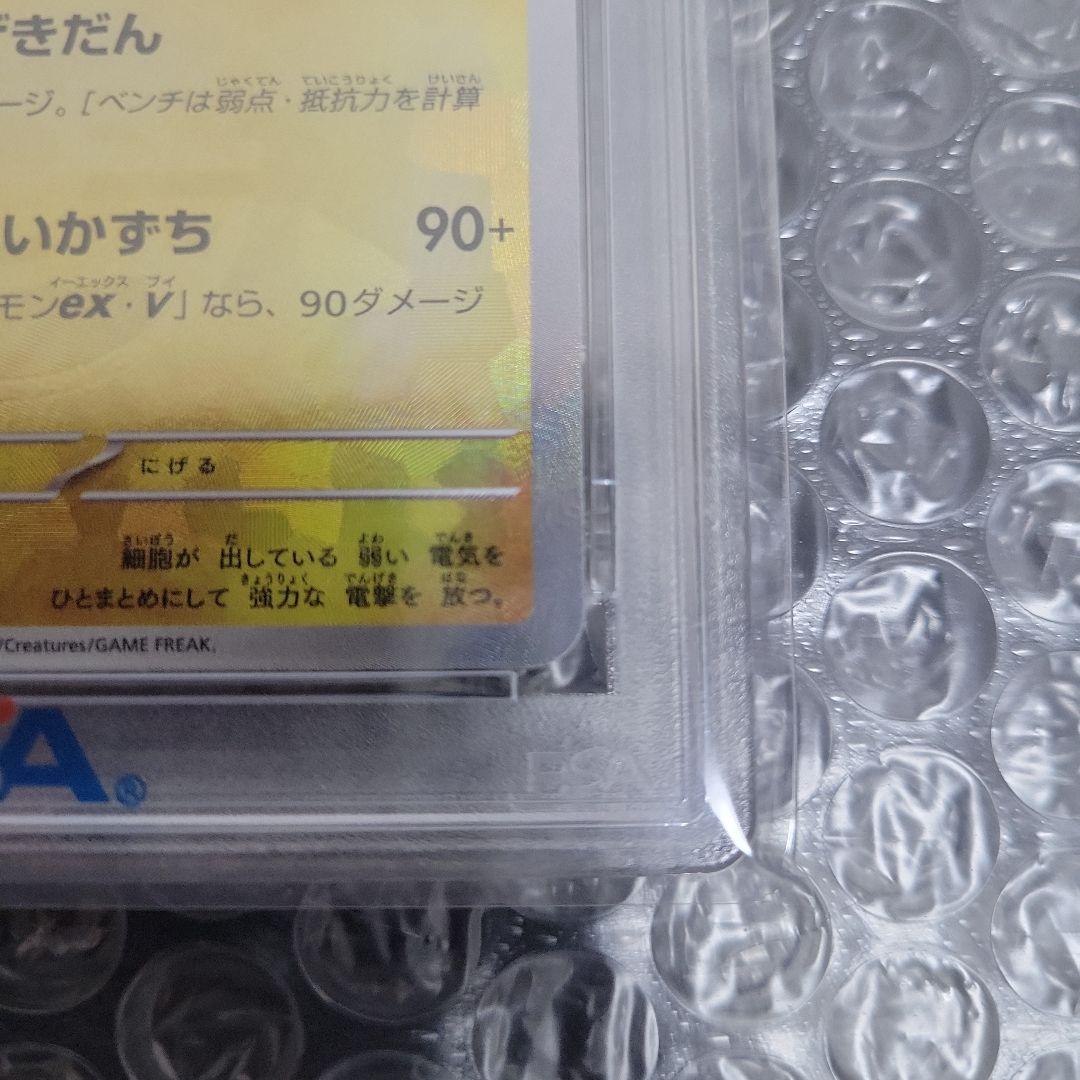 きだん
じゃくてん ていこうりょく けいさん
ージ。[ベンチは弱点・抵抗力を計算
いかずち 90+
イーエックス ブイ
モンex・V」なら、90ダメージ
にげる
さいぼう だ よわ でんき
細胞が 出している 弱い 電気を
きょうりょく でんげき はな
ひとまとめにして 強力な 電撃を 放つ。
/Creatures/GAME FREAK.
A®
PSA